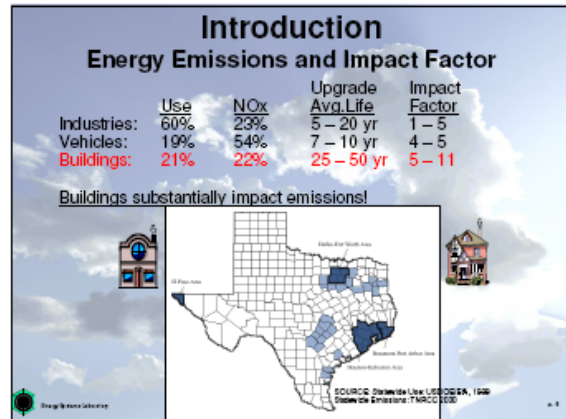 Introduction
Energy Emissions and Impact Factor
Use NOx Upgrade Avg.Life Impact Factor
Industries: 60% 23% 5 – 20 yr 1 – 5
Vehicles: 19% 54% 7 – 10 yr 4 – 5
Buildings: 21% 22% 25 – 50 yr 5 – 11
Buildings substantially impact emissions!
Dallas-Fort Worth Area
El Paso Area
Beaumont-Port Arthur Area
Houston-Galveston Area
SOURCE: Statewide Use: USDOE/EIA, 1999
Statewide Emissions: TNRCC 2000
Energy Systems Laboratory